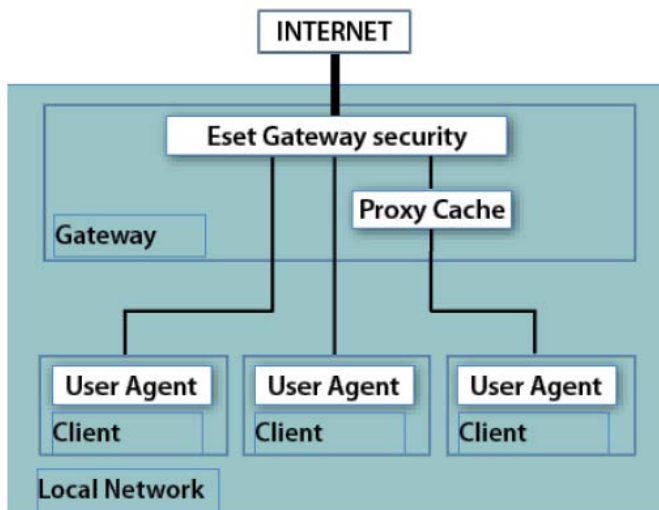 INTERNET
Eset Gateway security
Proxy Cache
Gateway
User Agent
User Agent
User Agent
Client
Client
Client
Local Network